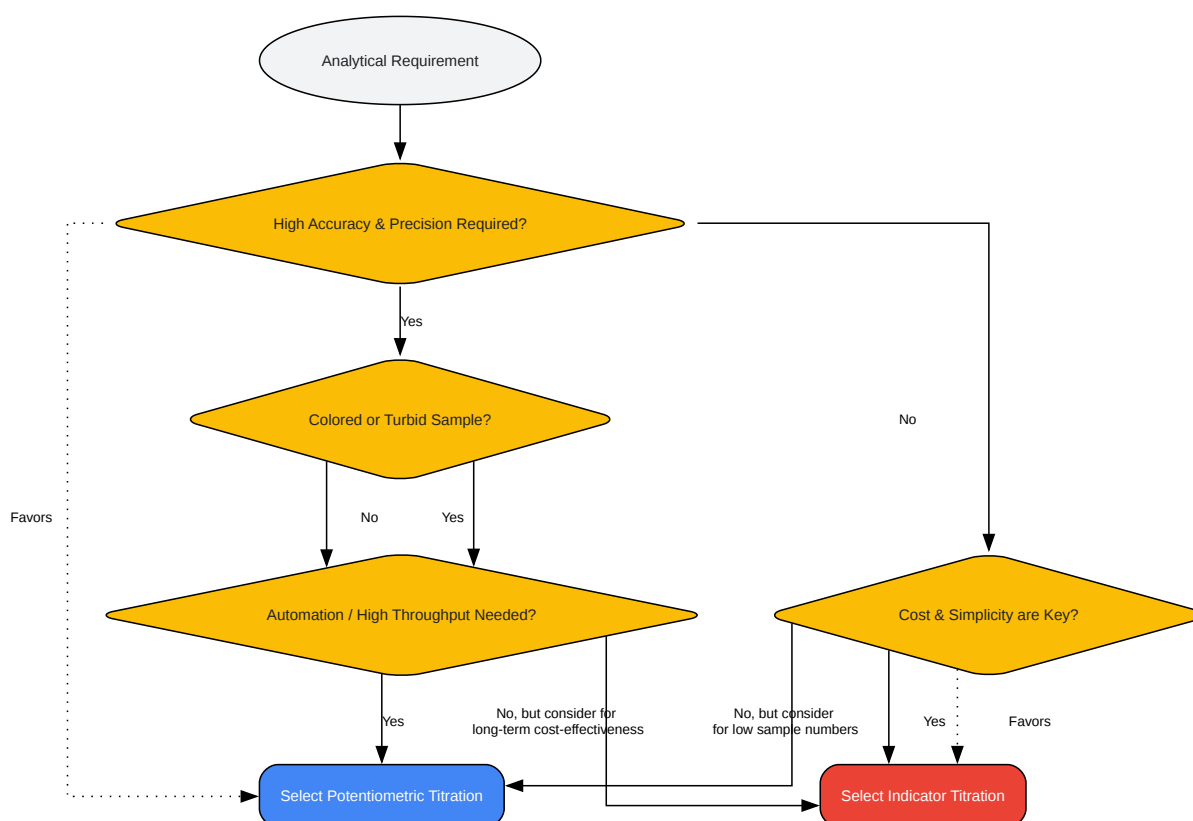 Analytical Requirement
High Accuracy & Precision Required?
Yes
Colored or Turbid Sample?
No
Favors
No
Yes
Automation / High Throughput Needed?
Cost & Simplicity are Key?
Yes
No, but consider for
long-term cost-effectiveness
No, but consider
for low sample numbers
Yes
Favors
Select Potentiometric Titration
Select Indicator Titration